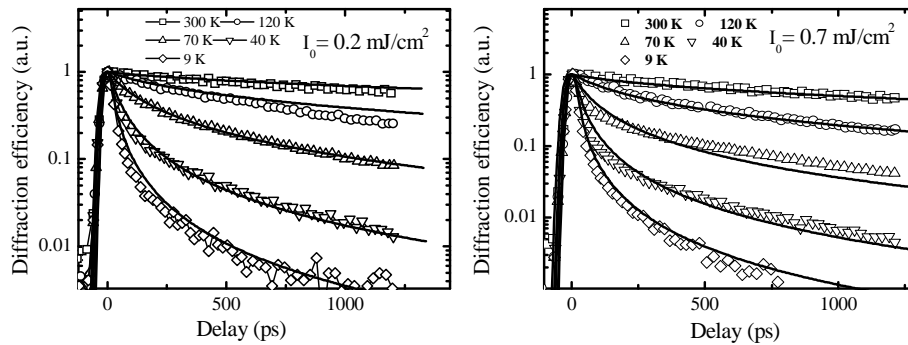 300 K 120 K
70 K 40 K
9 K
I₀= 0.2 mJ/cm²
Diffraction efficiency (a.u.)
1
0.1
0.01
0 500 1000
Delay (ps)
300 K 120 K
70 K 40 K
9 K
I₀= 0.7 mJ/cm²
Diffraction efficiency (a.u.)
1
0.1
0.01
0 500 1000
Delay (ps)